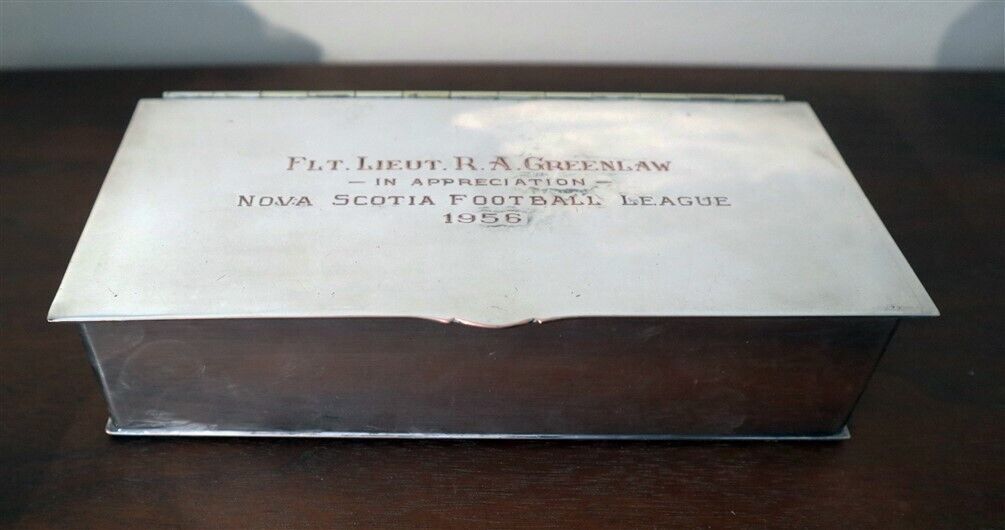 FLT. LIEUT. R. A. GREENLAW
— IN APPRECIATION —
NOVA SCOTIA FOOTBALL LEAGUE
1956